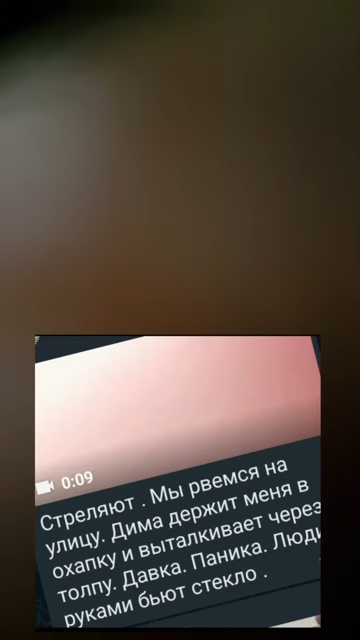 0:09
Стреляют . Мы рвемся на
улицу. Дима держит меня в
охапку и выталкивает через
толпу. Давка. Паника. Люди
руками бьют стекло .